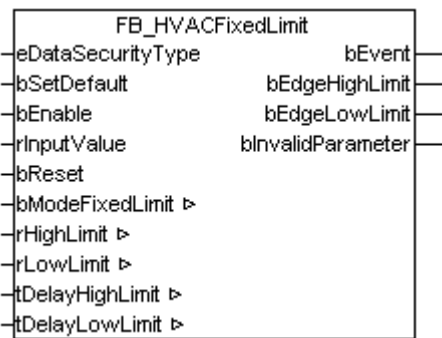 FB_HVACFixedLimit
eDataSecurityType bEvent
bSetDefault bEdgeHighLimit
bEnable bEdgeLowLimit
rInputValue bInvalidParameter
bReset
bModeFixedLimit ▷
rHighLimit ▷
rLowLimit ▷
tDelayHighLimit ▷
tDelayLowLimit ▷